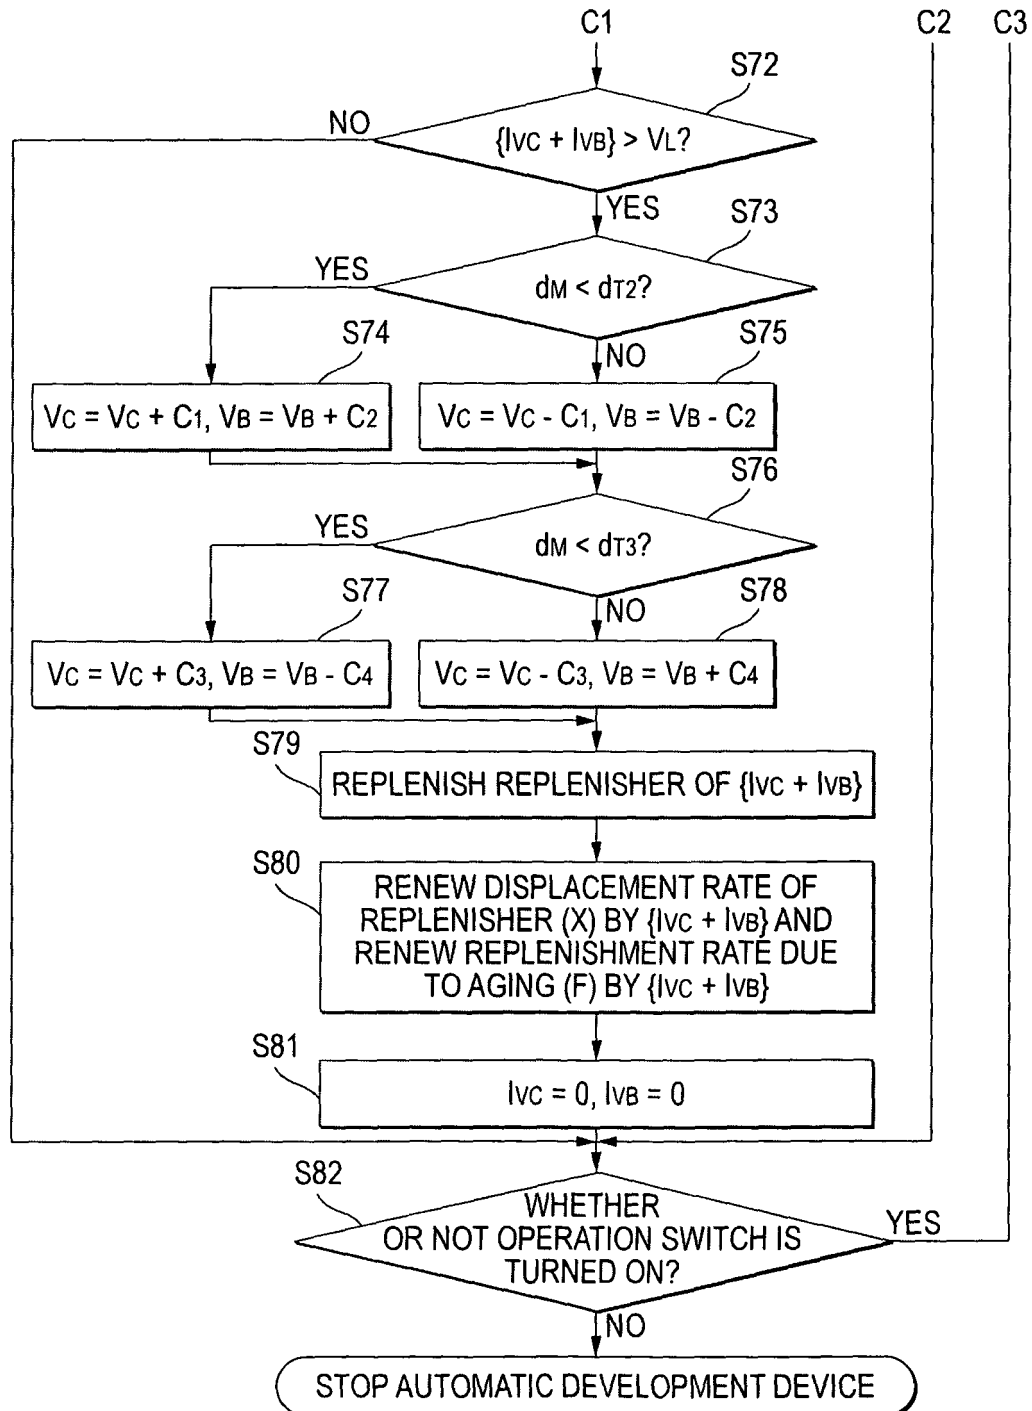 C1
C2
C3
S72
NO
{IVC + IVB} > VL?
YES
S73
YES
dM < dT2?
S74
NO
S75
VC = VC + C1, VB = VB + C2
VC = VC - C1, VB = VB - C2
S76
YES
dM < dT3?
S77
NO
S78
VC = VC + C3, VB = VB - C4
VC = VC - C3, VB = VB + C4
S79
REPLENISH REPLENISHER OF {IVC + IVB}
S80
RENEW DISPLACEMENT RATE OF
REPLENISHER (X) BY {IVC + IVB} AND
RENEW REPLENISHMENT RATE DUE
TO AGING (F) BY {IVC + IVB}
S81
IVC = 0, IVB = 0
S82
WHETHER
OR NOT OPERATION SWITCH IS
TURNED ON?
YES
NO
STOP AUTOMATIC DEVELOPMENT DEVICE